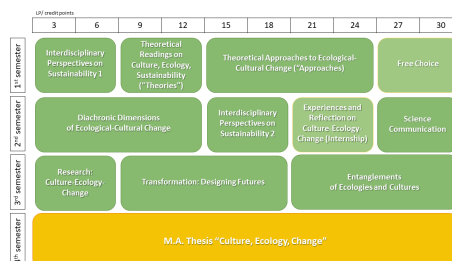 LP/ credit points
3 6 9 12 15 18 21 24 27 30
1st semester
Interdisciplinary
Perspectives on
Sustainability 1
Theoretical
Readings on
Culture, Ecology,
Sustainability
("Theories")
Theoretical Approaches to Ecological-
Cultural Change ("Approaches)
Free Choice
2nd semester
Diachronic Dimensions
of Ecological-Cultural Change
Interdisciplinary
Perspectives on
Sustainability 2
Experiences and
Reflection on
Culture-Ecology
Change (Internship)
Science
Communication
3rd semester
Research:
Culture-Ecology-
Change
Transformation: Designing Futures
Entanglements
of Ecologies and Cultures
th semester
M.A. Thesis "Culture, Ecology, Change"